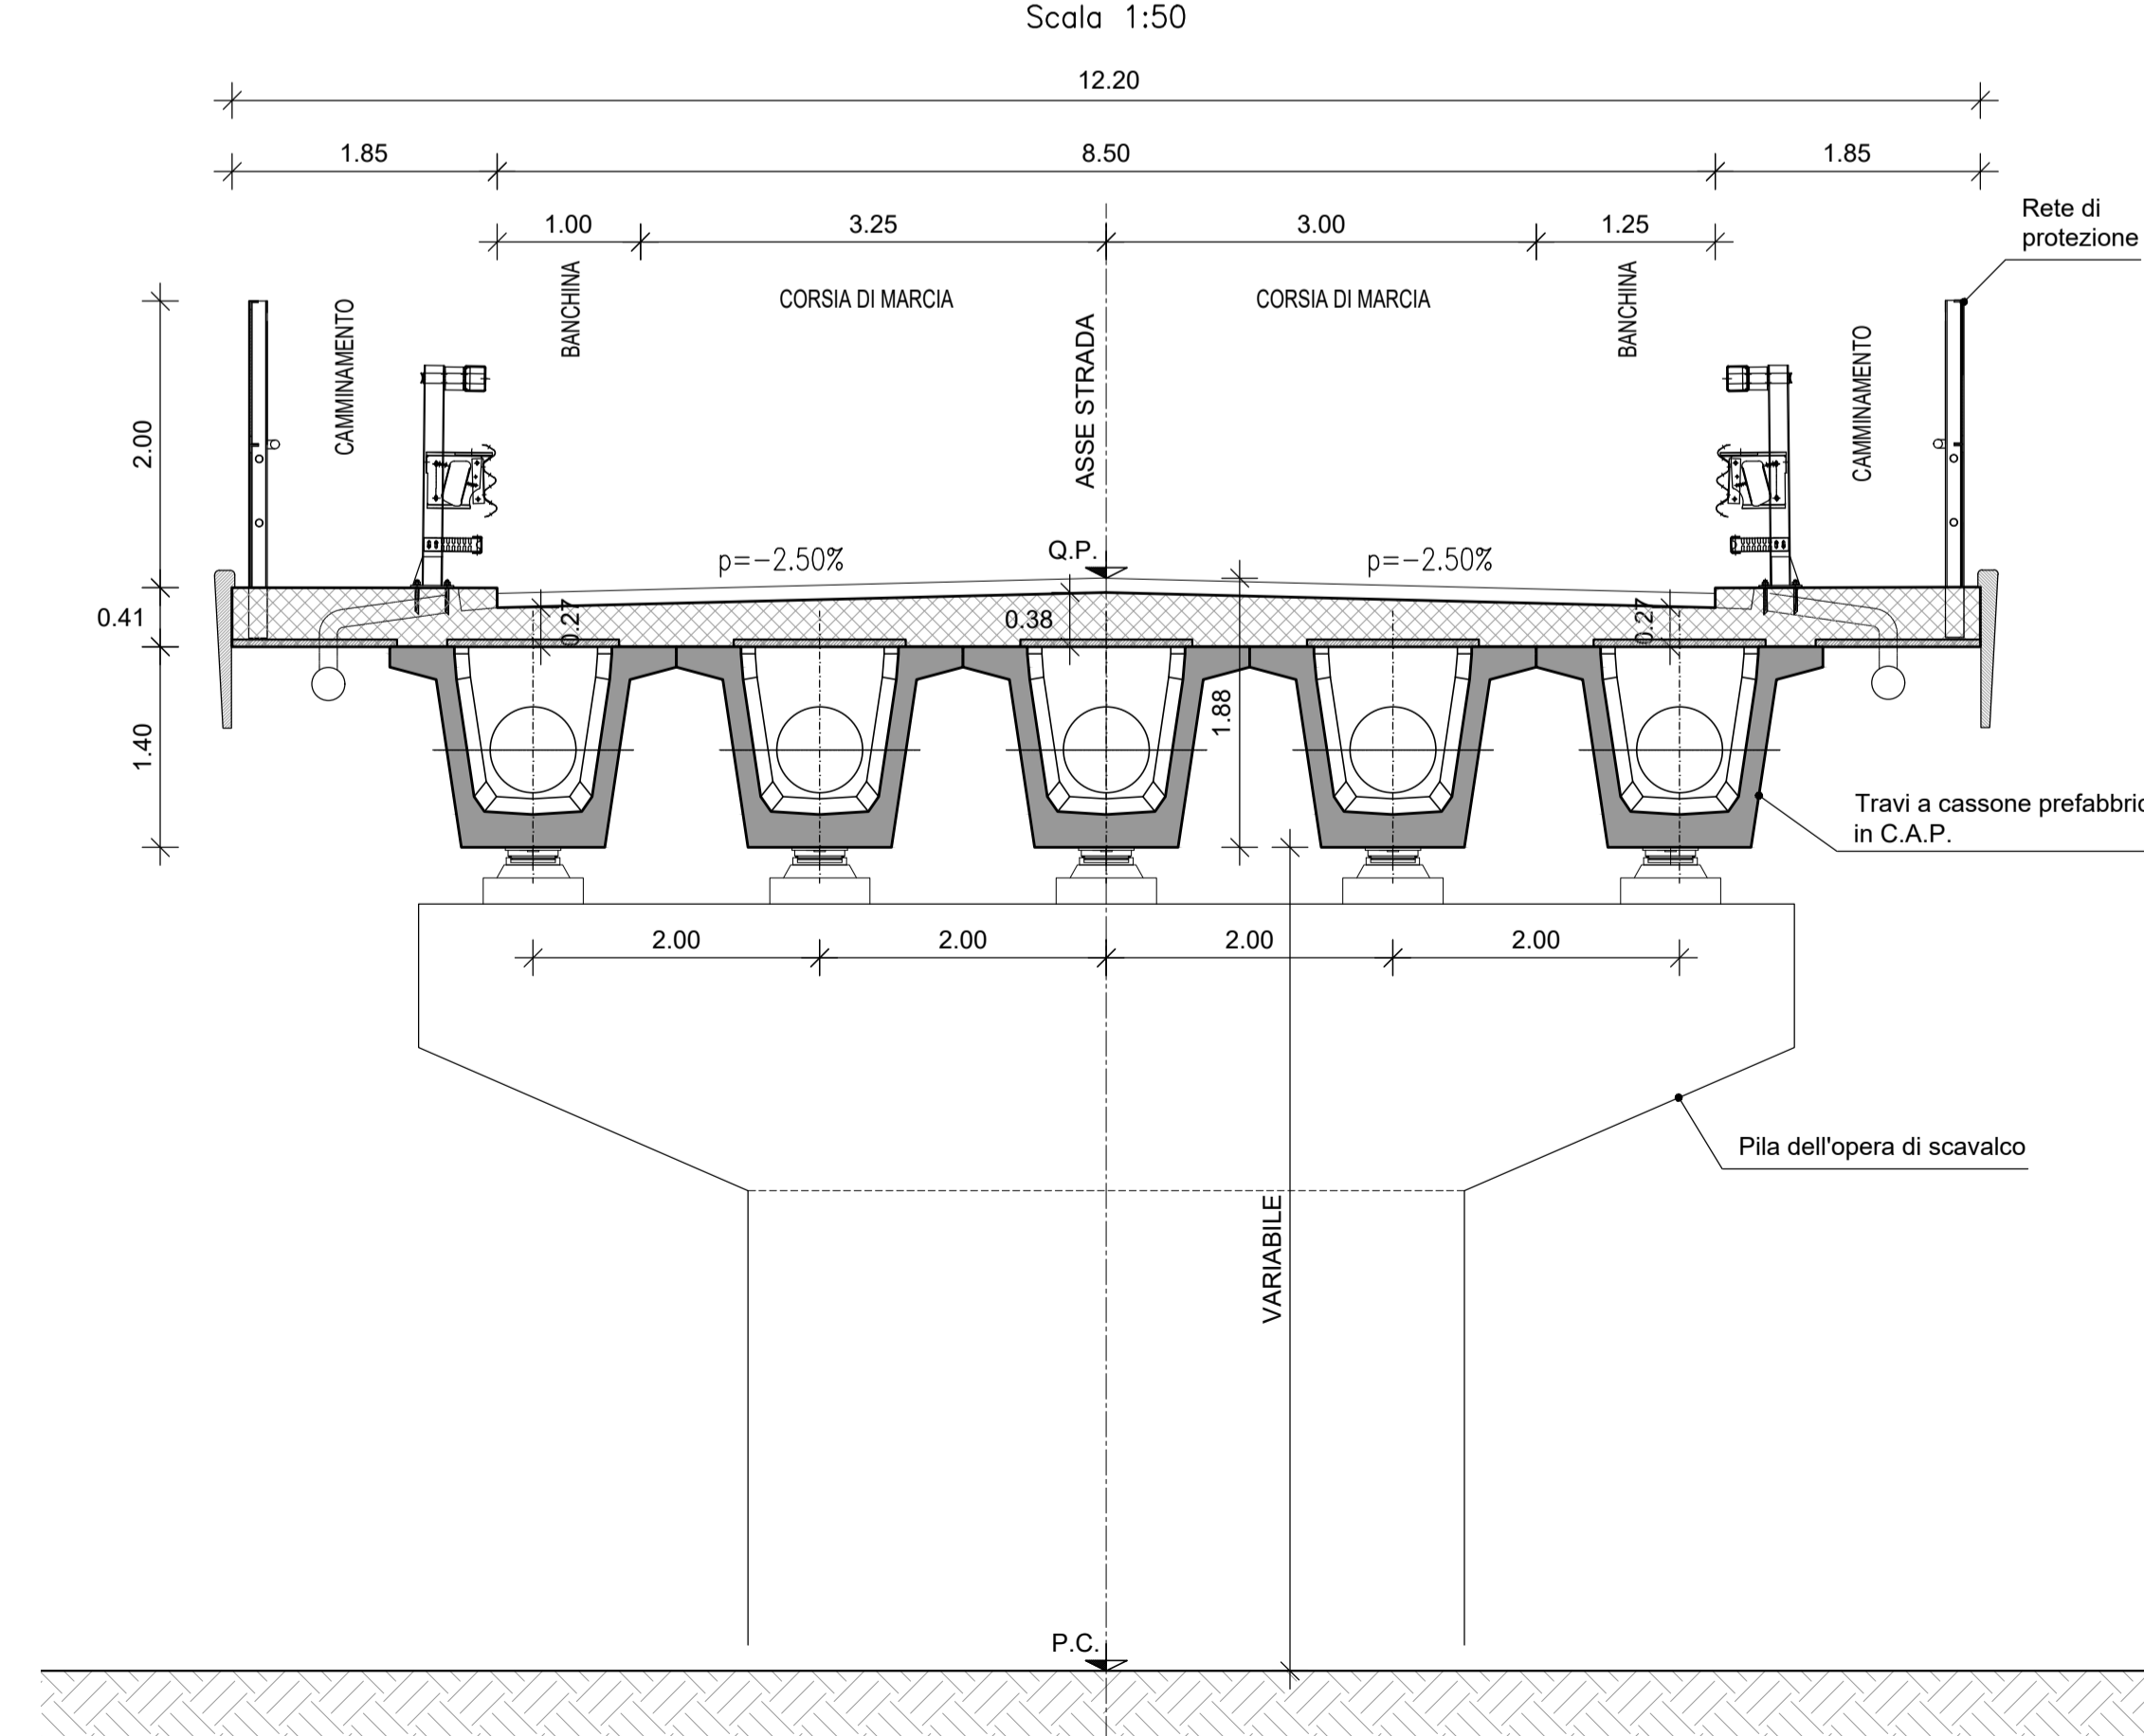 Scala 1:50
12.20
1.85
8.50
1.85
1.00
3.25
3.00
1.25
Rete di
protezione
CAMMINAMENTO
BANCHINA
CORSIA DI MARCIA
ASSE STRADA
CORSIA DI MARCIA
BANCHINA
CAMMINAMENTO
2.00
p=-2.50%
Q.P.
p=-2.50%
0.41
0.27
0.38
0.27
1.40
1.88
Travi a cassone prefabbric
in C.A.P.
2.00
2.00
2.00
2.00
Pila dell'opera di scavalco
VARIABILE
P.C.